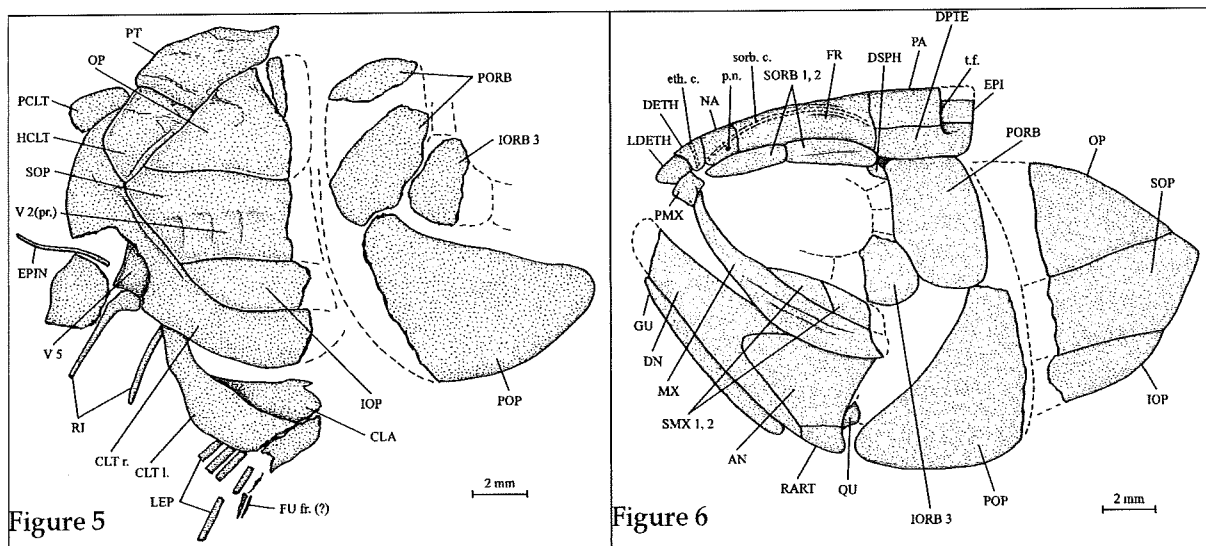 PT
OP
PCLT
HCLT
SOP
V 2(pr.)
EPIN
V 5
RI
CLT r.
CLT l.
LEP
FU fr. (?)
CLA
IOP
POP
PORB
IORB 3
2 mm
Figure 5
DPTE
PA
t.f.
EPI
FR
DSPH
sorb. c.
SORB 1, 2
p.n.
eth. c.
NA
DETH
LDETH
PORB
OP
SOP
PMX
GU
DN
MX
SMX 1, 2
AN
RART
QU
IORB 3
POP
IOP
2 mm
Figure 6